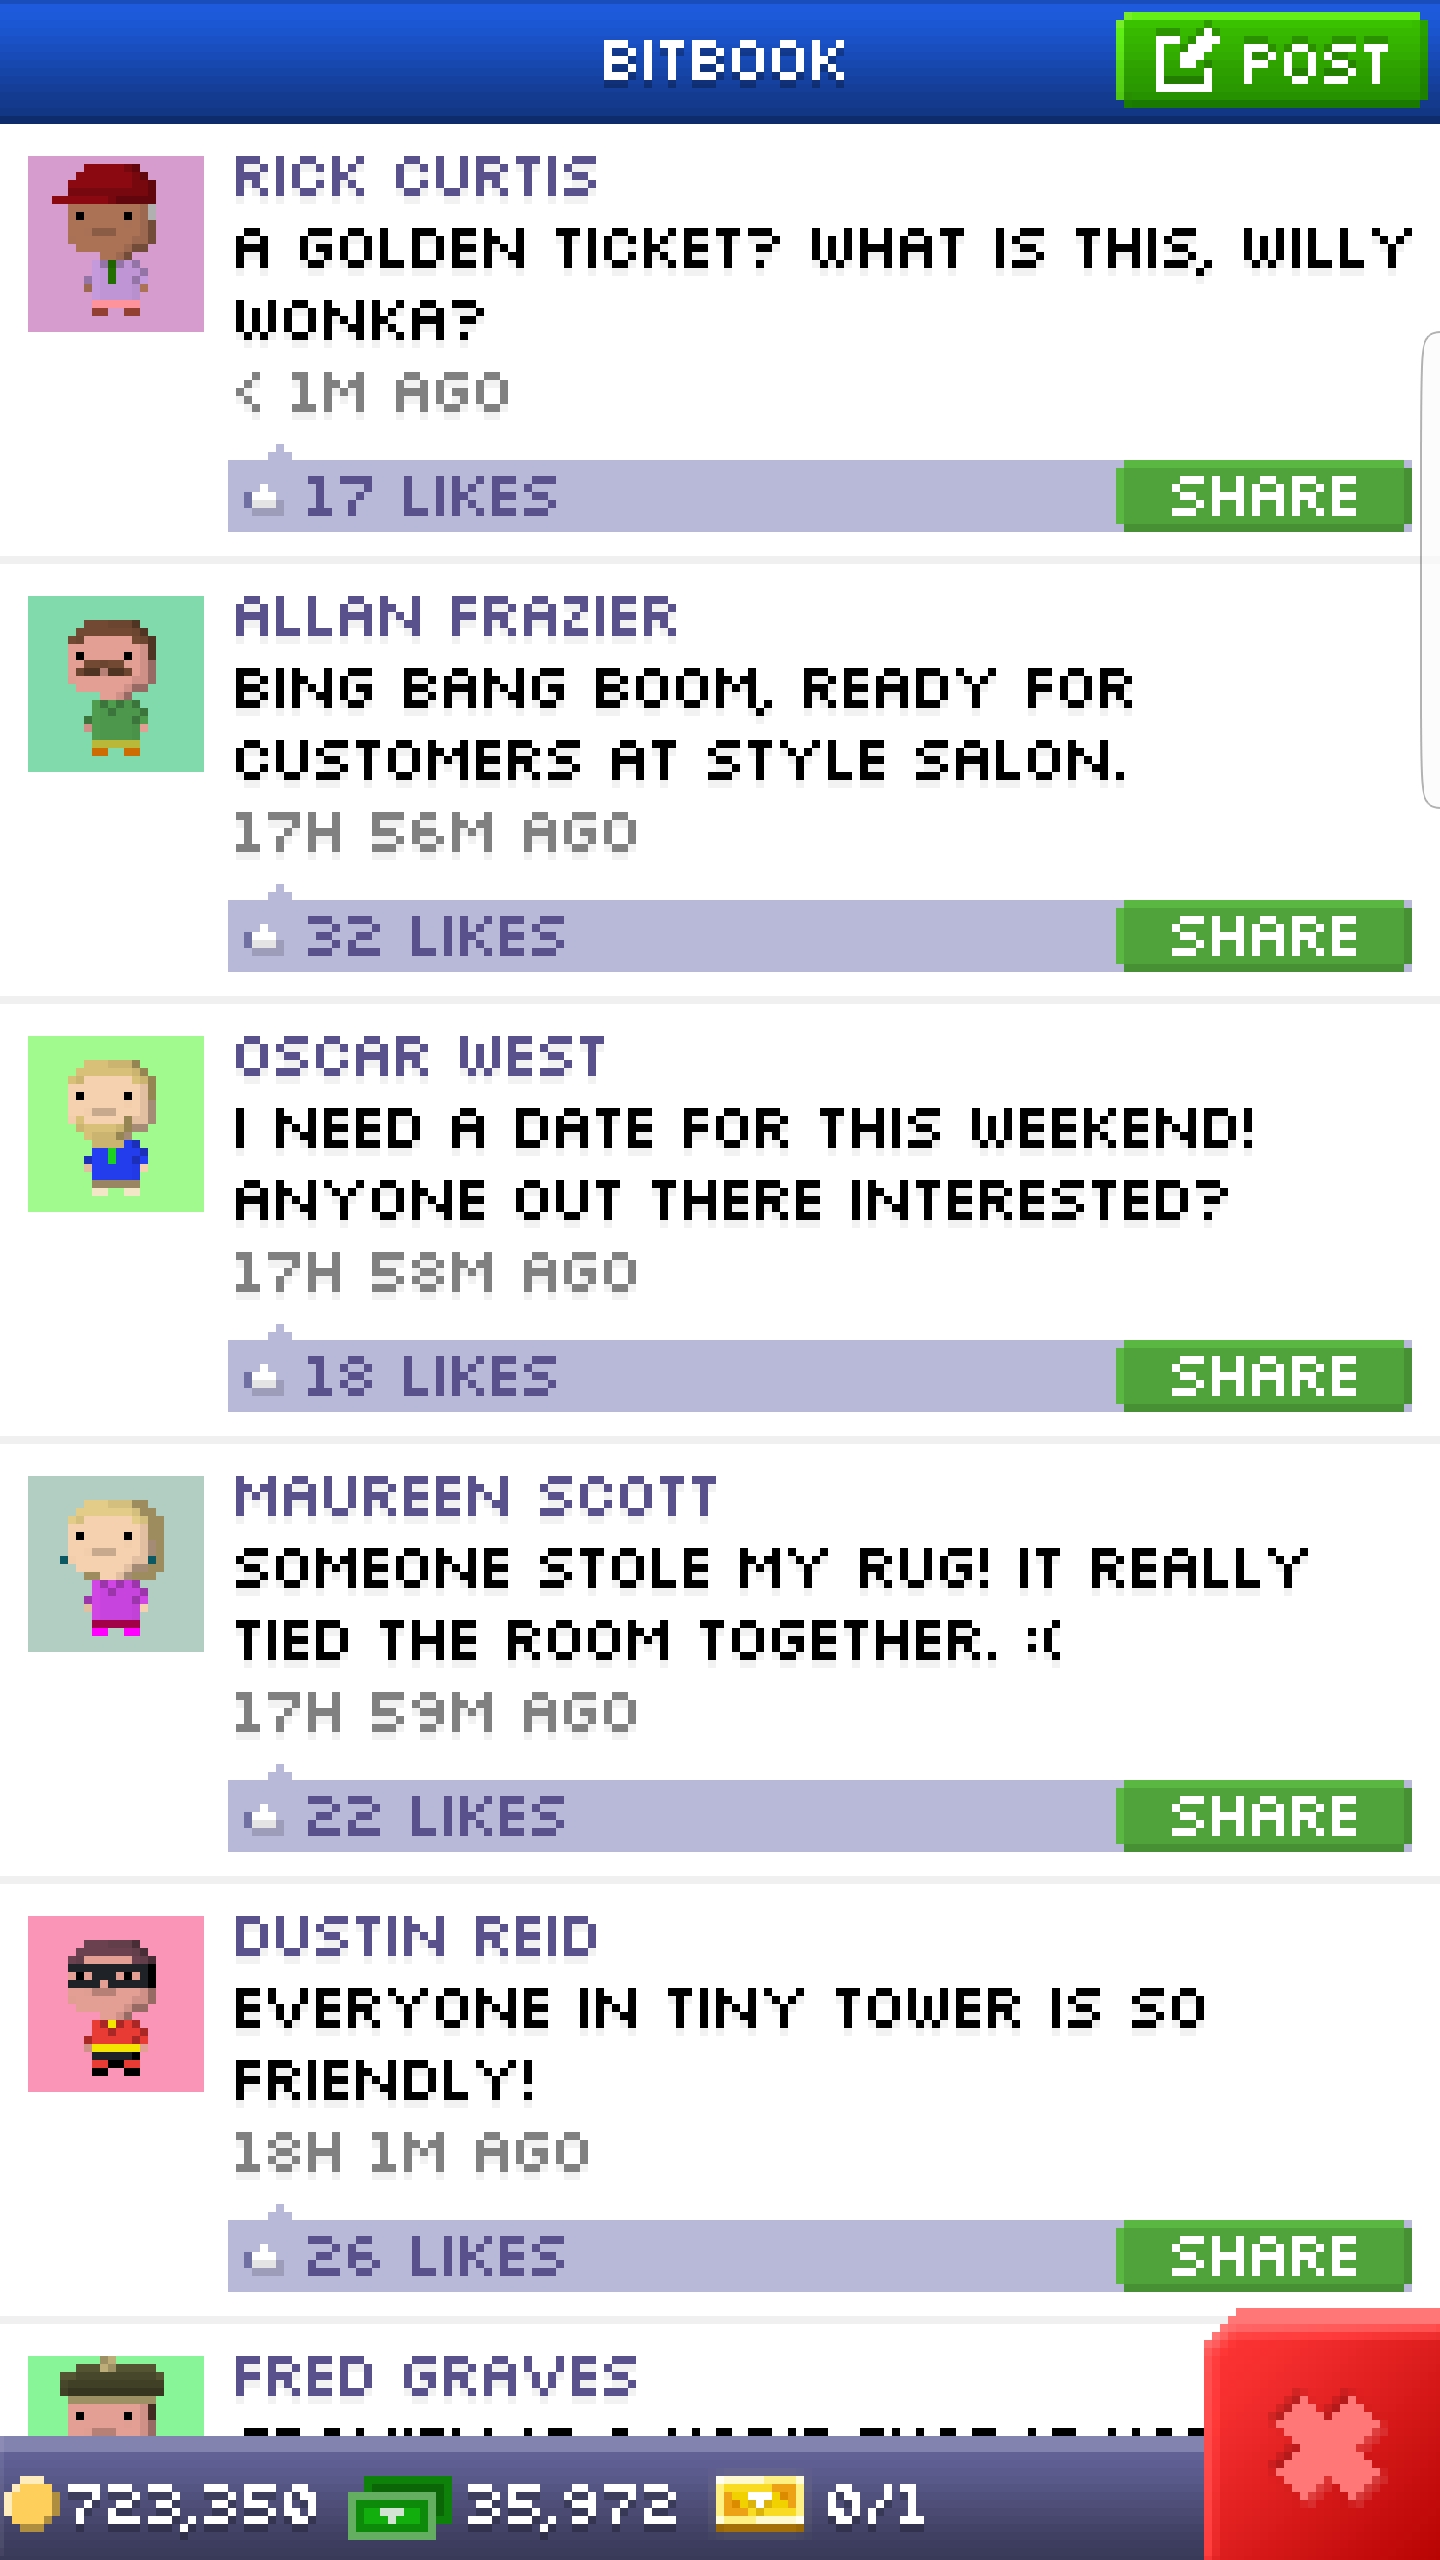 BITBOOK
POST
RICK CURTIS
A GOLDEN TICKET? WHAT IS THIS, WILLY
WONKA?
< 1M AGO
17 LIKES
SHARE
ALLAN FRAZIER
BING BANG BOOM, READY FOR
CUSTOMERS AT STYLE SALON.
17H 56M AGO
32 LIKES
SHARE
OSCAR WEST
I NEED A DATE FOR THIS WEEKEND!
ANYONE OUT THERE INTERESTED?
17H 58M AGO
18 LIKES
SHARE
MAUREEN SCOTT
SOMEONE STOLE MY RUG! IT REALLY
TIED THE ROOM TOGETHER. :(
17H 59M AGO
22 LIKES
SHARE
DUSTIN REID
EVERYONE IN TINY TOWER IS SO
FRIENDLY!
18H 1M AGO
26 LIKES
SHARE
FRED GRAVES
723,350 35,972 0/1